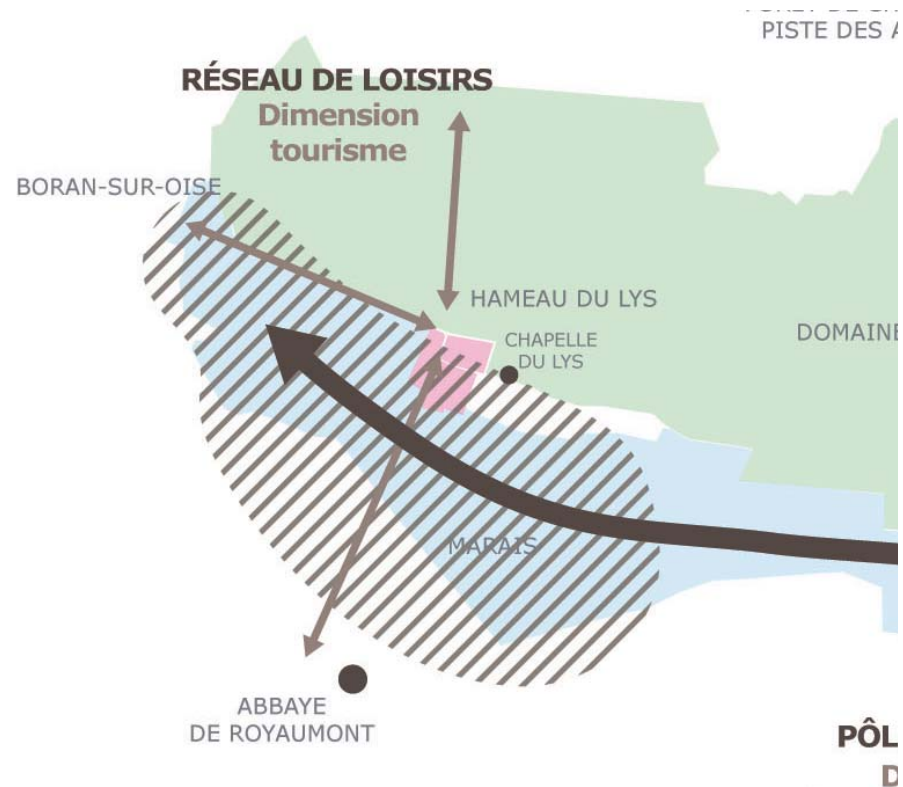 PISTE DES A
RÉSEAU DE LOISIRS
Dimension
tourisme
BORAN-SUR-OISE
HAMEAU DU LYS
CHAPELLE
DU LYS
DOMAINE
MARAIS
ABBAYE
DE ROYAUMONT
PÔL
D